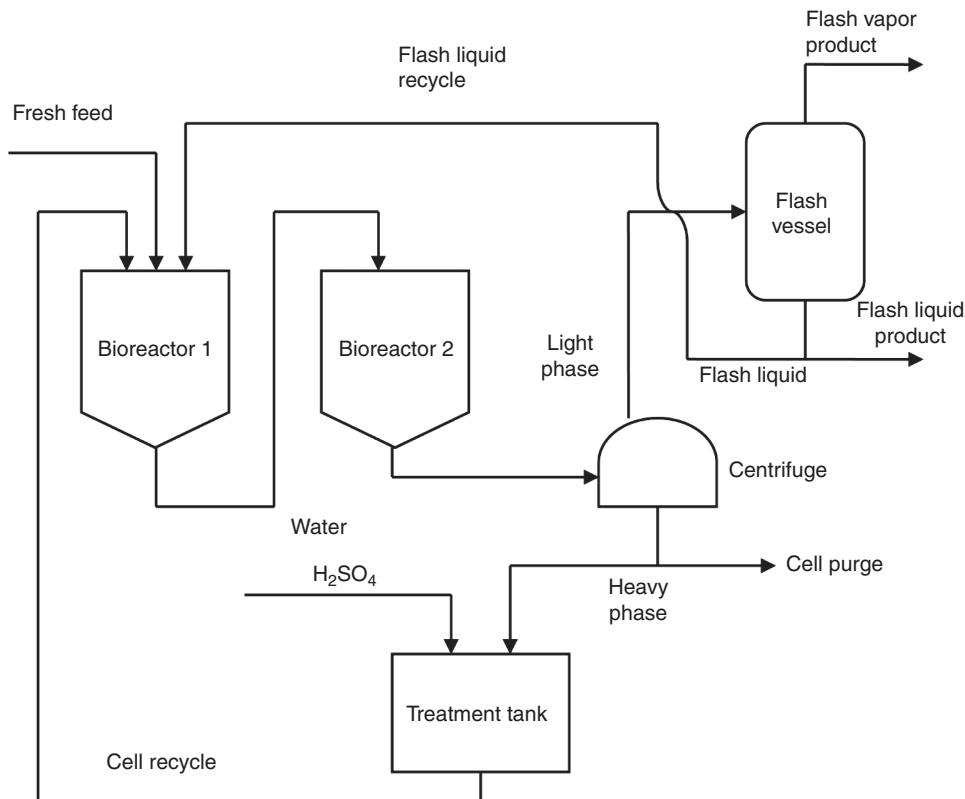 Flash vapor
product
Flash liquid
recycle
Fresh feed
Flash
vessel
Flash liquid
product
Bioreactor 1
Bioreactor 2
Light
phase
Flash liquid
Centrifuge
Water
H₂SO₄
Cell purge
Heavy
phase
Treatment tank
Cell recycle